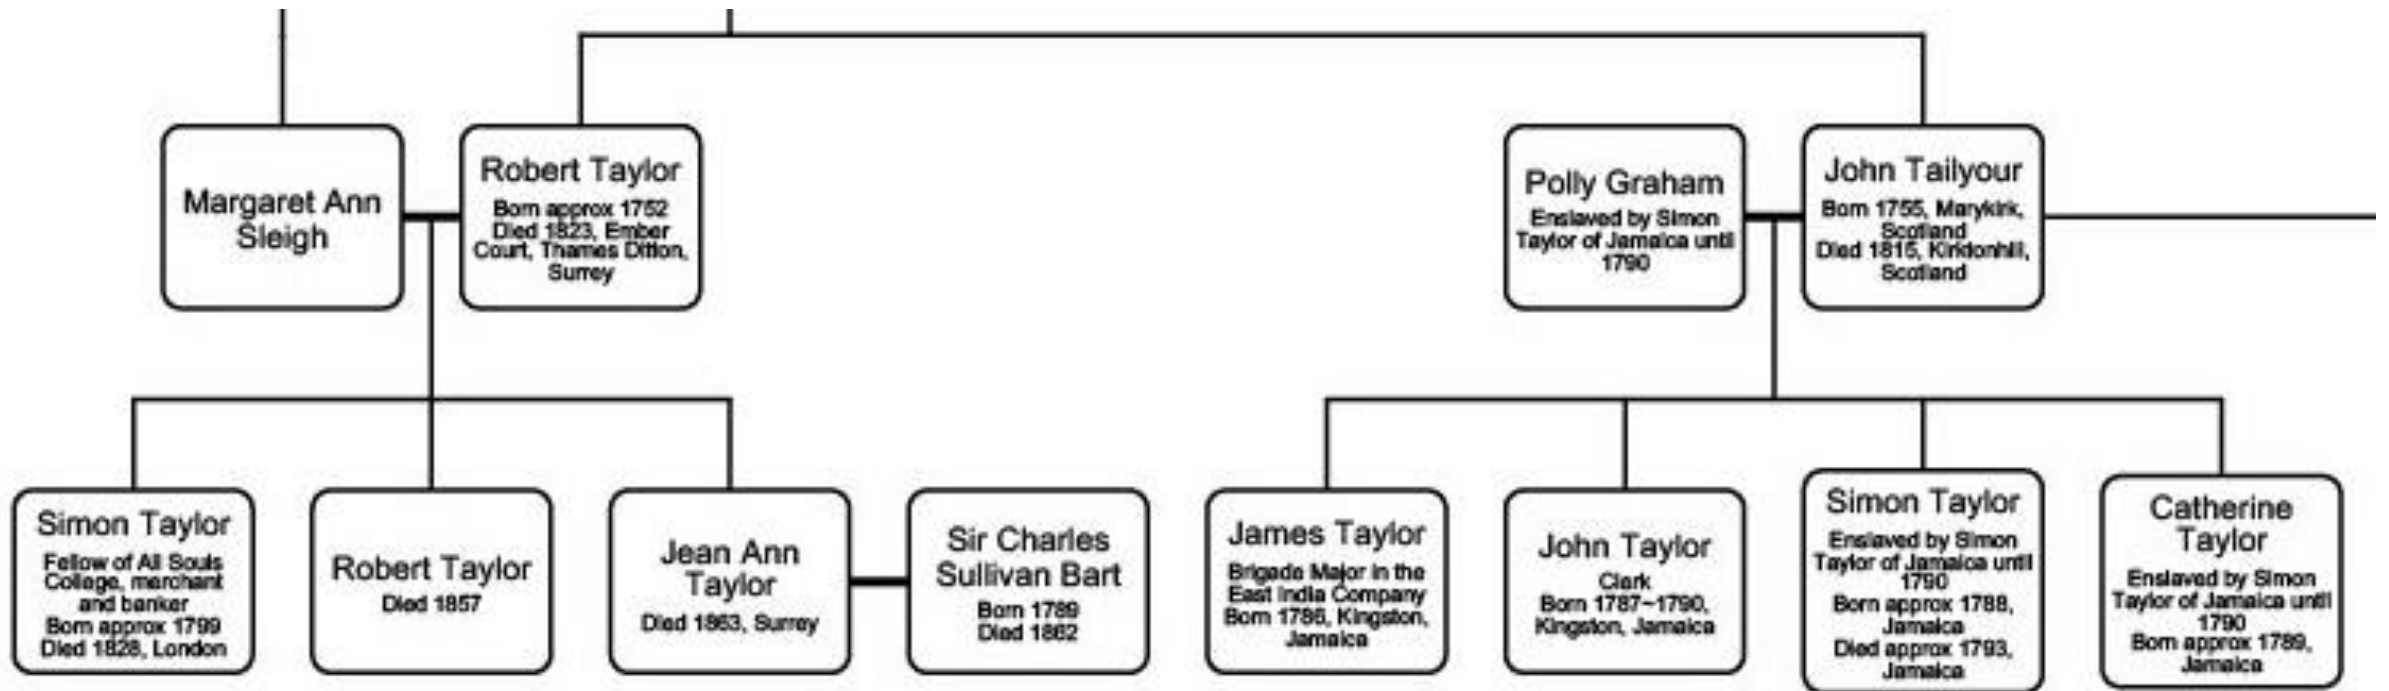 Margaret Ann
Sleigh
Robert Taylor
Born approx 1752
Died 1823, Ember
Court, Thames Ditton,
Surrey
Polly Graham
Enslaved by Simon
Taylor of Jamaica until
1790
John Tailyour
Born 1755, Marykirk,
Scotland
Died 1815, Kirktonhill,
Scotland
Simon Taylor
Fellow of All Souls
College, merchant
and banker
Born approx 1799
Died 1828, London
Robert Taylor
Died 1857
Jean Ann
Taylor
Died 1863, Surrey
Sir Charles
Sullivan Bart
Born 1789
Died 1862
James Taylor
Brigade Major in the
East India Company
Born 1786, Kingston,
Jamaica
John Taylor
Clerk
Born 1787~1790,
Kingston, Jamaica
Simon Taylor
Enslaved by Simon
Taylor of Jamaica until
1790
Born approx 1788,
Jamaica
Died approx 1793,
Jamaica
Catherine
Taylor
Enslaved by Simon
Taylor of Jamaica until
1790
Born approx 1789,
Jamaica